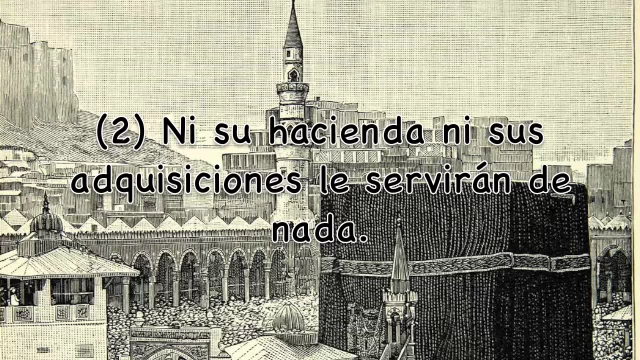 (2) Ni su hacienda ni sus
adquisiciones le servirán de
nada.